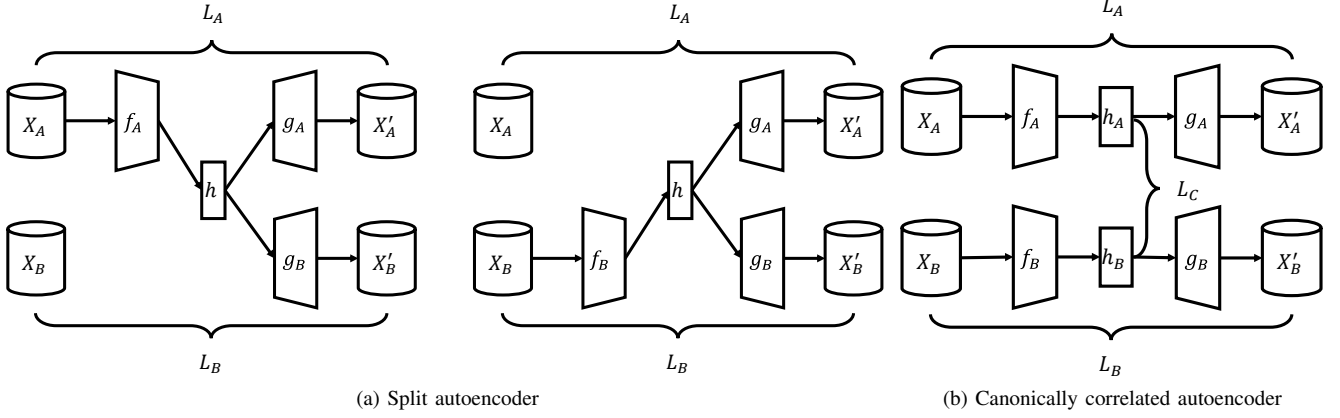 L_A L_A L_A
X_A f_A g_A X'_A X_A g_A X'_A X_A f_A h_A g_A X'_A
h h L_C
X_B g_B X'_B X_B f_B g_B X'_B X_B f_B h_B g_B X'_B
L_B L_B L_B
(a) Split autoencoder (b) Canonically correlated autoencoder